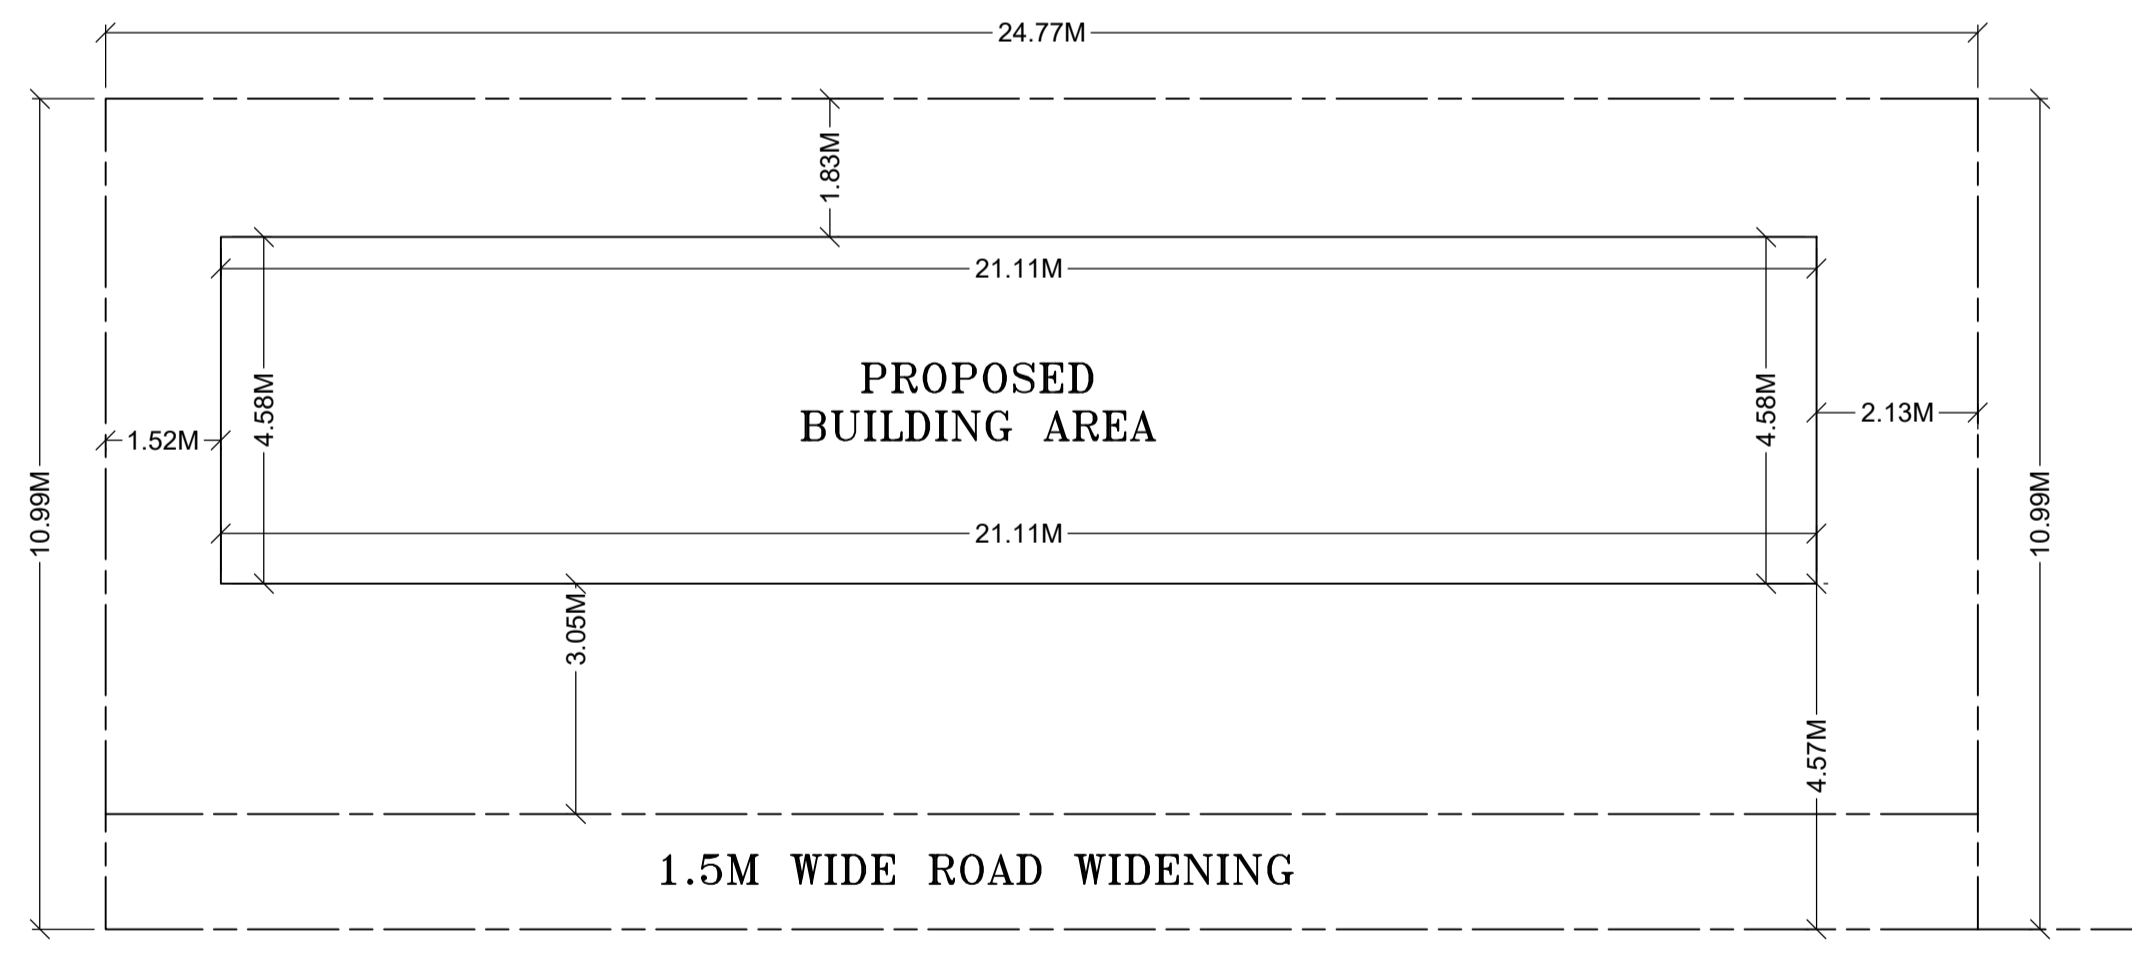 24.77M
1.83M
21.11M
PROPOSED
BUILDING AREA
4.58M
4.58M
1.52M
2.13M
10.99M
10.99M
21.11M
3.05M
4.57M
1.5M WIDE ROAD WIDENING